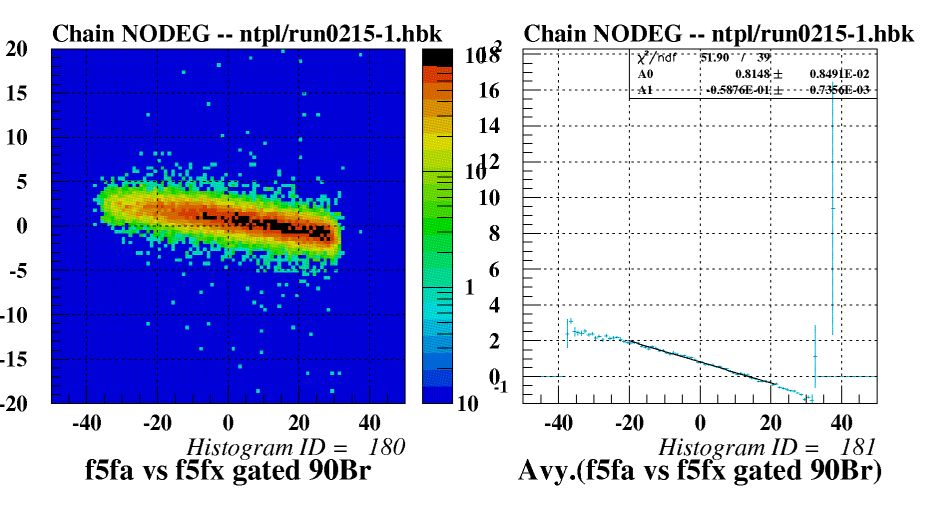 Chain NODEG -- ntpl/run0215-1.hbk
20
15
10
5
0
-5
-10
-15
-20
-40 -20 0 20 40
Histogram ID = 180
f5fa vs f5fx gated 90Br
10
1
10
Chain NODEG -- ntpl/run0215-1.hbk
χ²/ndf 51.90 / 39
A0 0.8148 ± 0.8491E-02
A1 -0.5876E-01 ± 0.7356E-03
18
16
14
12
10
8
6
4
2
0
-1
-40 -20 0 20 40
Histogram ID = 181
Avy.(f5fa vs f5fx gated 90Br)